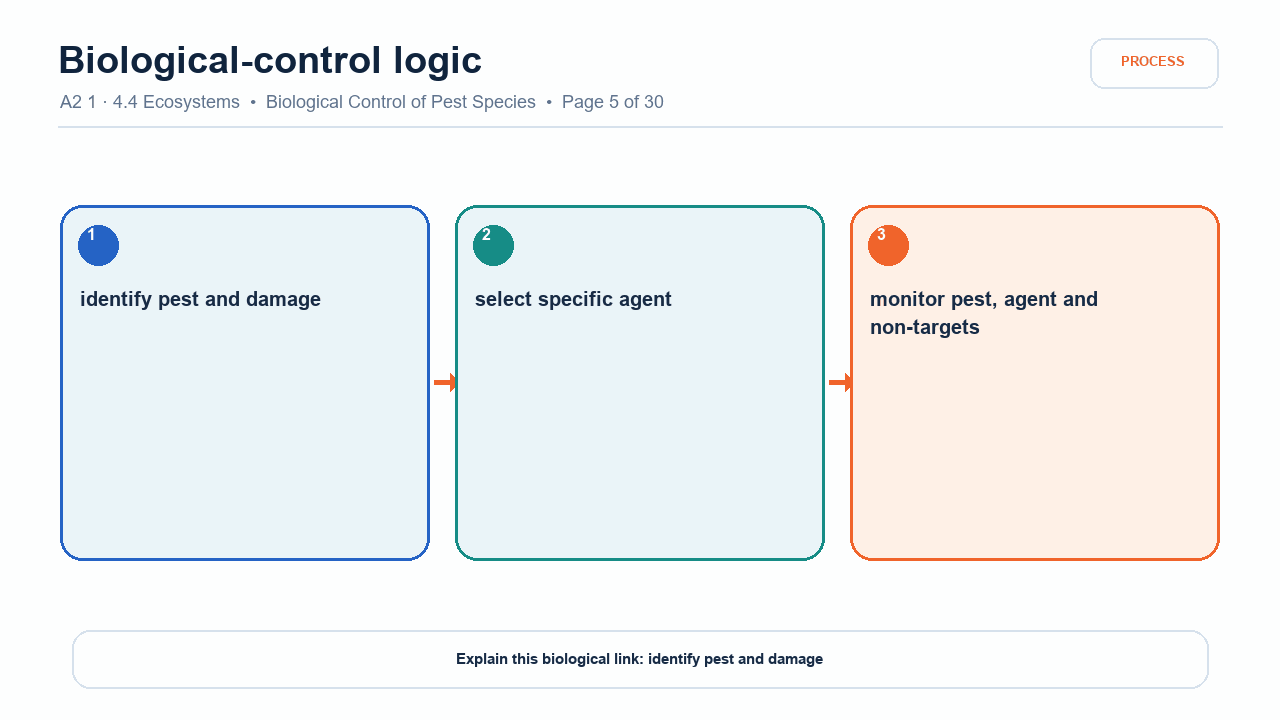 Biological-control logic
PROCESS
A2 1 · 4.4 Ecosystems • Biological Control of Pest Species • Page 5 of 30
1
identify pest and damage
2
select specific agent
3
monitor pest, agent and
non-targets
Explain this biological link: identify pest and damage